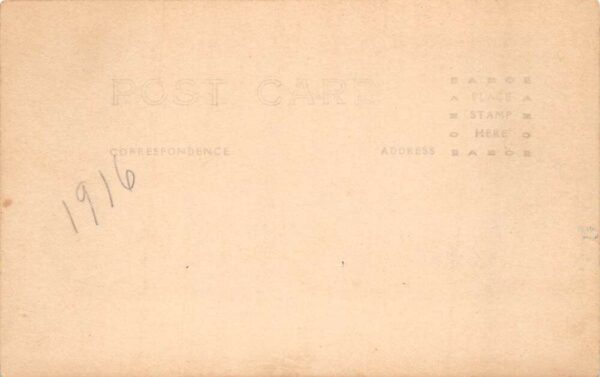 POST CARD
PLACE
STAMP
HERE
CORRESPONDENCE
ADDRESS
1916